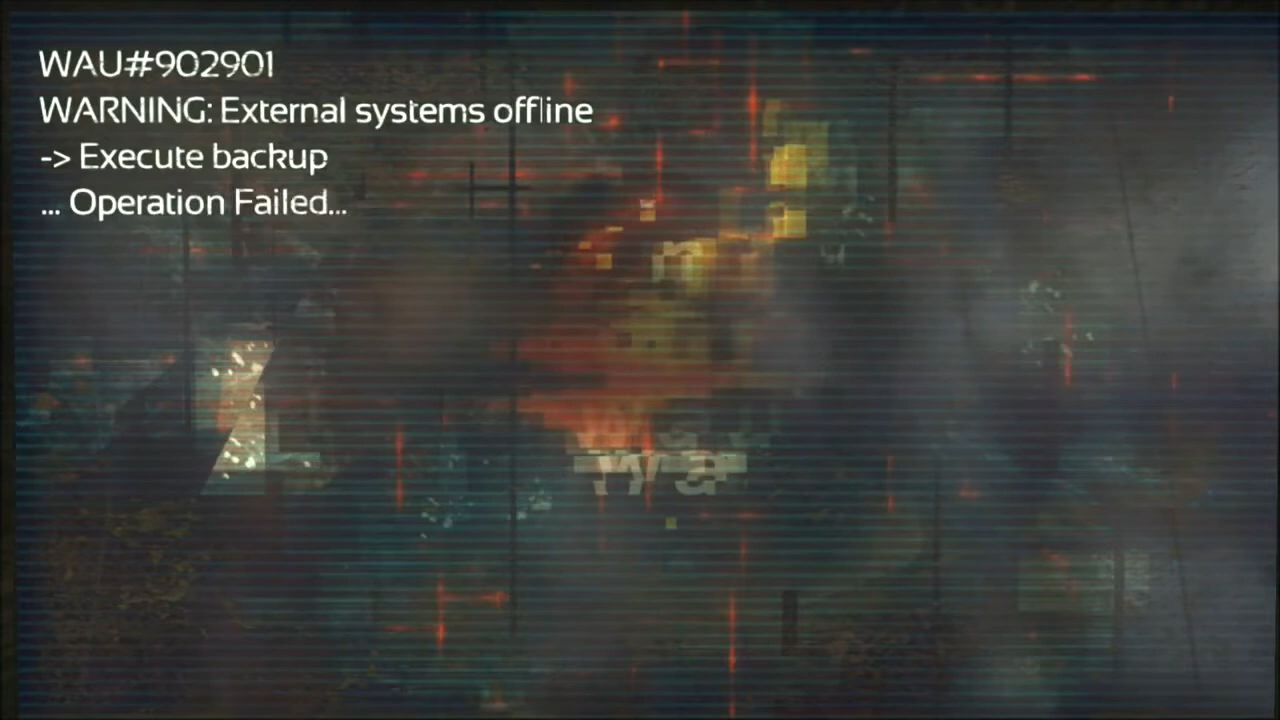 WAU#902901
WARNING: External systems offline
-> Execute backup
... Operation Failed...